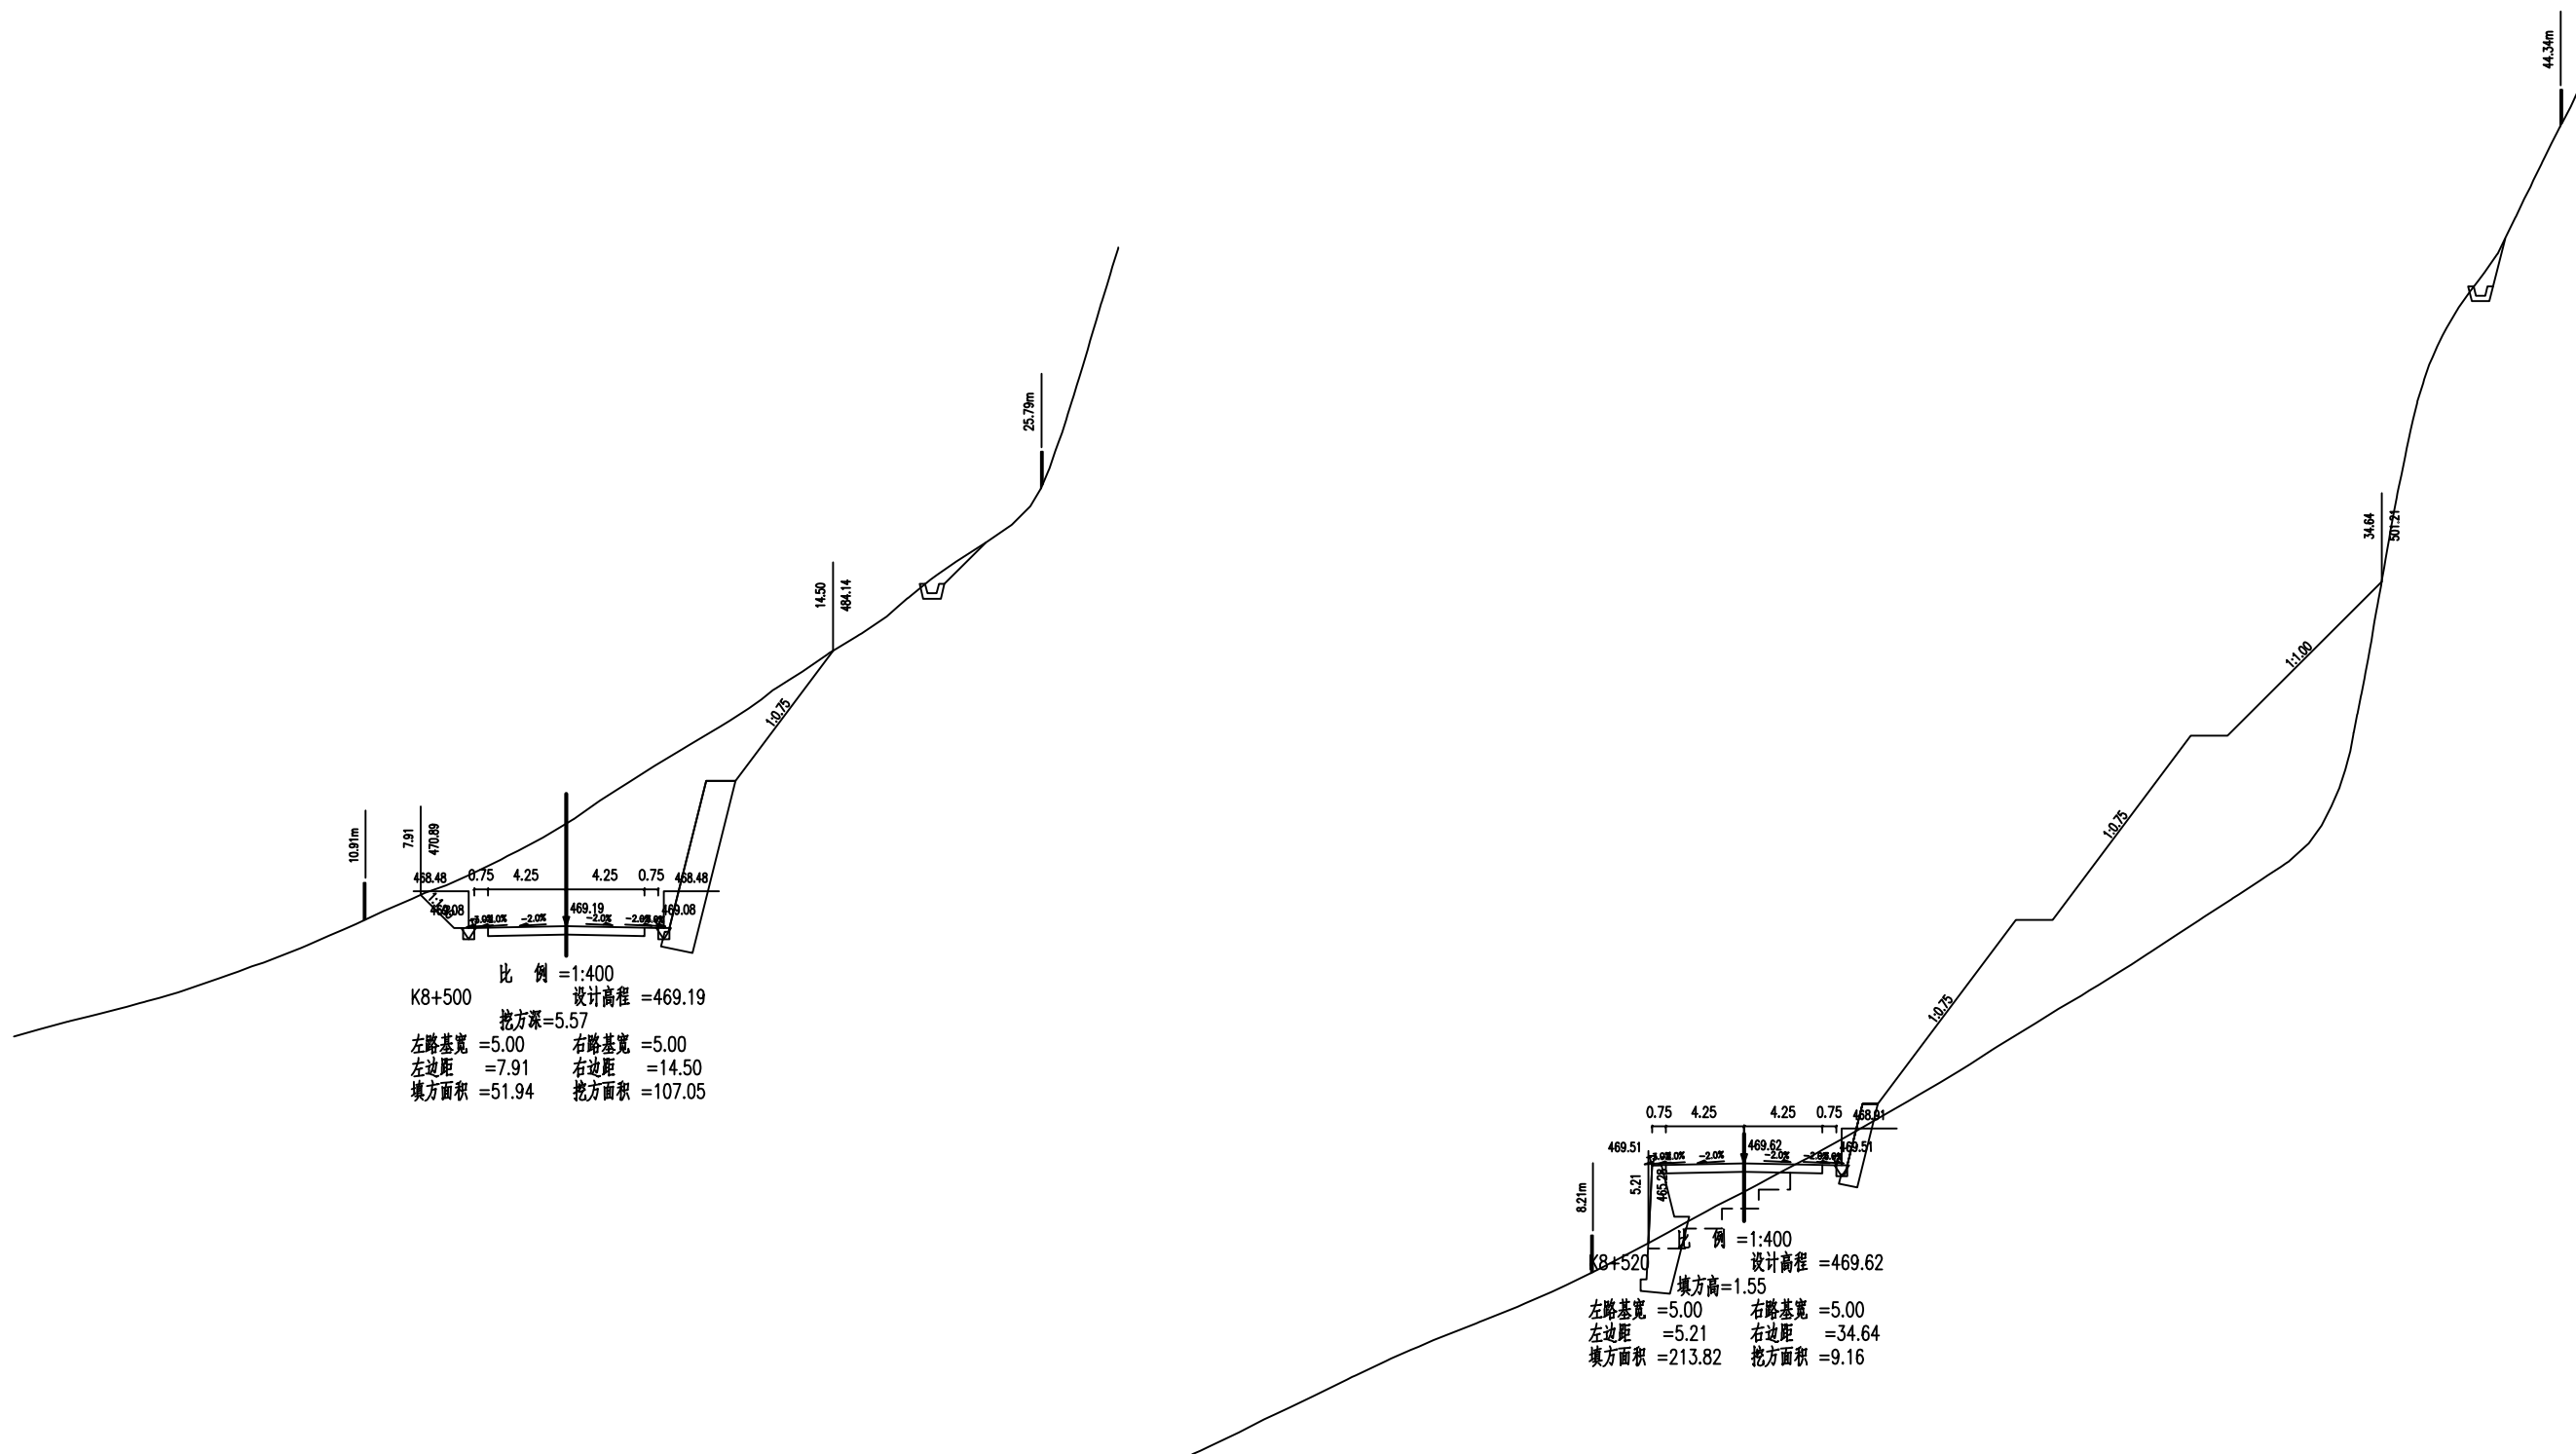 44.34m
25.79m
34.64
501.21
14.50
484.14
1:1.00
1:0.75
1:0.75
10.91m
7.91
470.89
468.48 0.75 4.25 4.25 0.75 468.48
469.08 469.19 469.08
-2.0% -2.0% -2.0%
比 例 =1:400
K8+500 设计高程 =469.19
挖方深=5.57
左路基宽 =5.00 右路基宽 =5.00
左边距 =7.91 右边距 =14.50
填方面积 =51.94 挖方面积 =107.05
1:0.75
0.75 4.25 4.25 0.75 468.91
469.51 469.62 469.51
-2.0% -2.0%
8.21m
5.21
465.28
比 例 =1:400
K8+520 设计高程 =469.62
填方高=1.55
左路基宽 =5.00 右路基宽 =5.00
左边距 =5.21 右边距 =34.64
填方面积 =213.82 挖方面积 =9.16